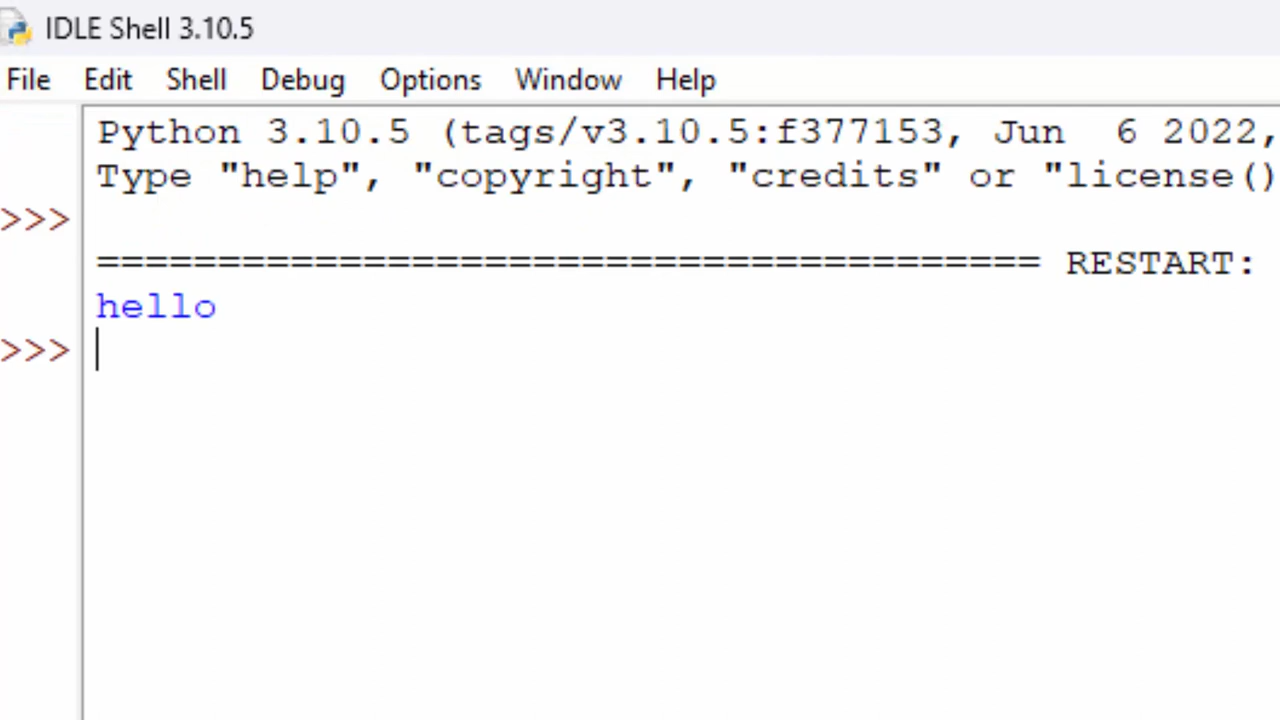 IDLE Shell 3.10.5
File Edit Shell Debug Options Window Help
Python 3.10.5 (tags/v3.10.5:f377153, Jun  6 2022,
Type "help", "copyright", "credits" or "license()
>>>
======================================= RESTART:
hello
>>>